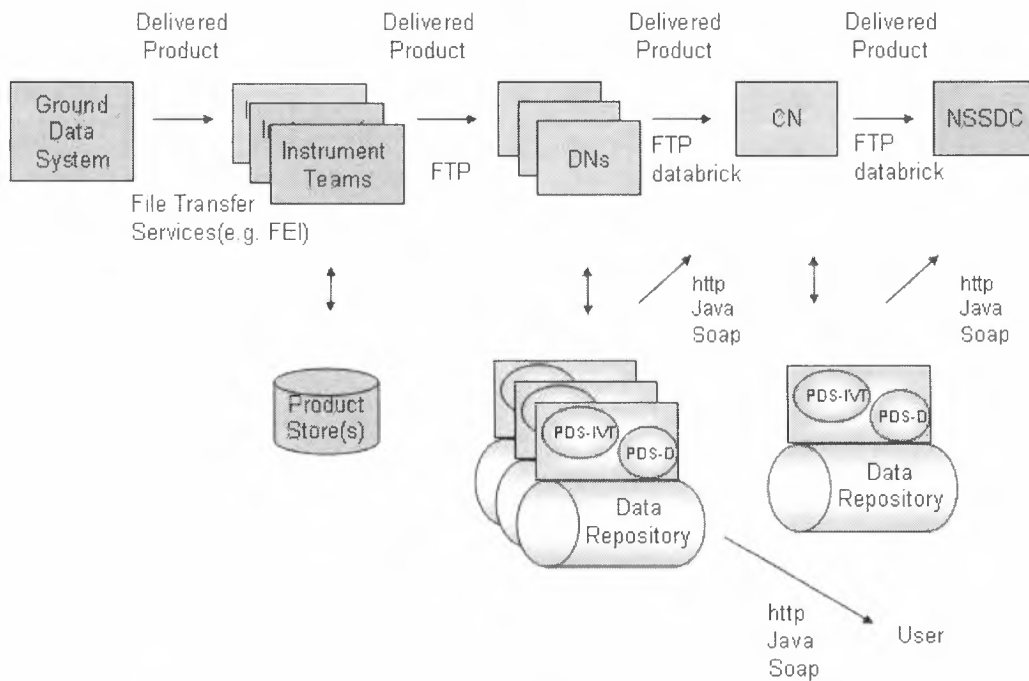 Delivered
Product
Delivered
Product
Delivered
Product
Delivered
Product
Ground
Data
System
Instrument
Teams
DNs
CN
NSSDC
File Transfer
Services(e.g. FEI)
FTP
FTP
databrick
FTP
databrick
http
Java
Soap
http
Java
Soap
Product
Store(s)
PDS-IVT
PDS-D
Data
Repository
PDS-IVT
PDS-D
Data
Repository
http
Java
Soap
User